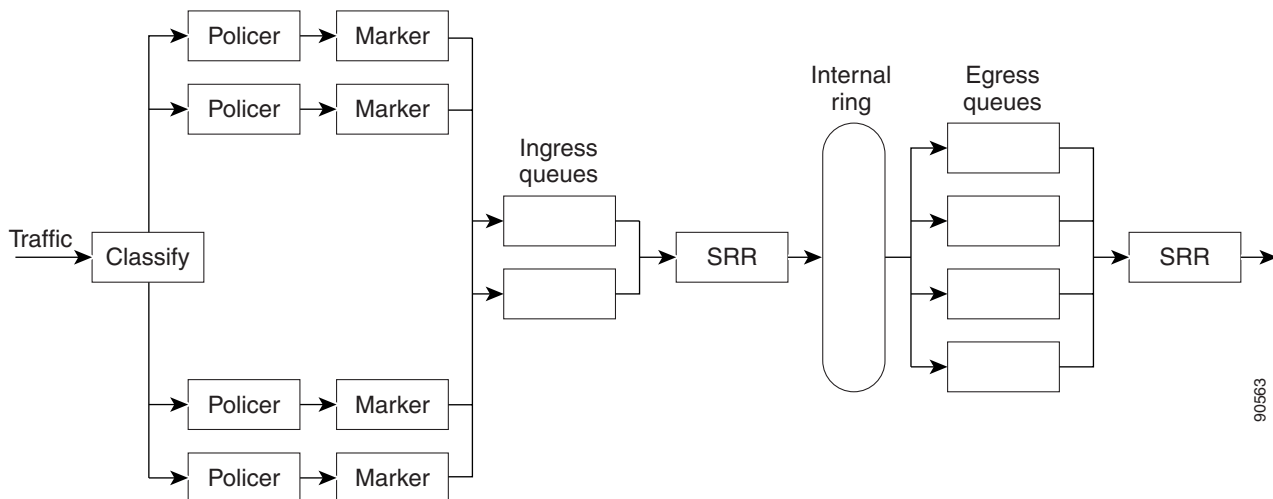 Policer
Marker
Policer
Marker
Internal
ring
Egress
queues
Ingress
queues
Traffic
Classify
SRR
SRR
Policer
Marker
Policer
Marker
90563